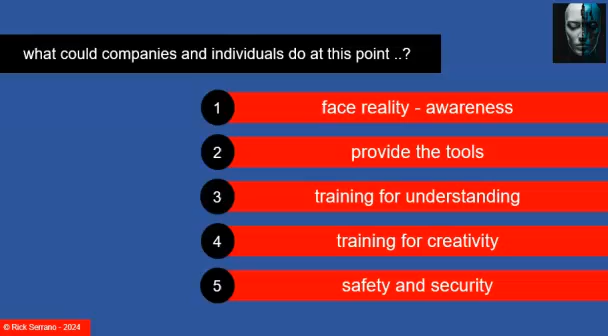 what could companies and individuals do at this point ..?
1 face reality - awareness
2 provide the tools
3 training for understanding
4 training for creativity
5 safety and security
© Rick Serrano - 2024